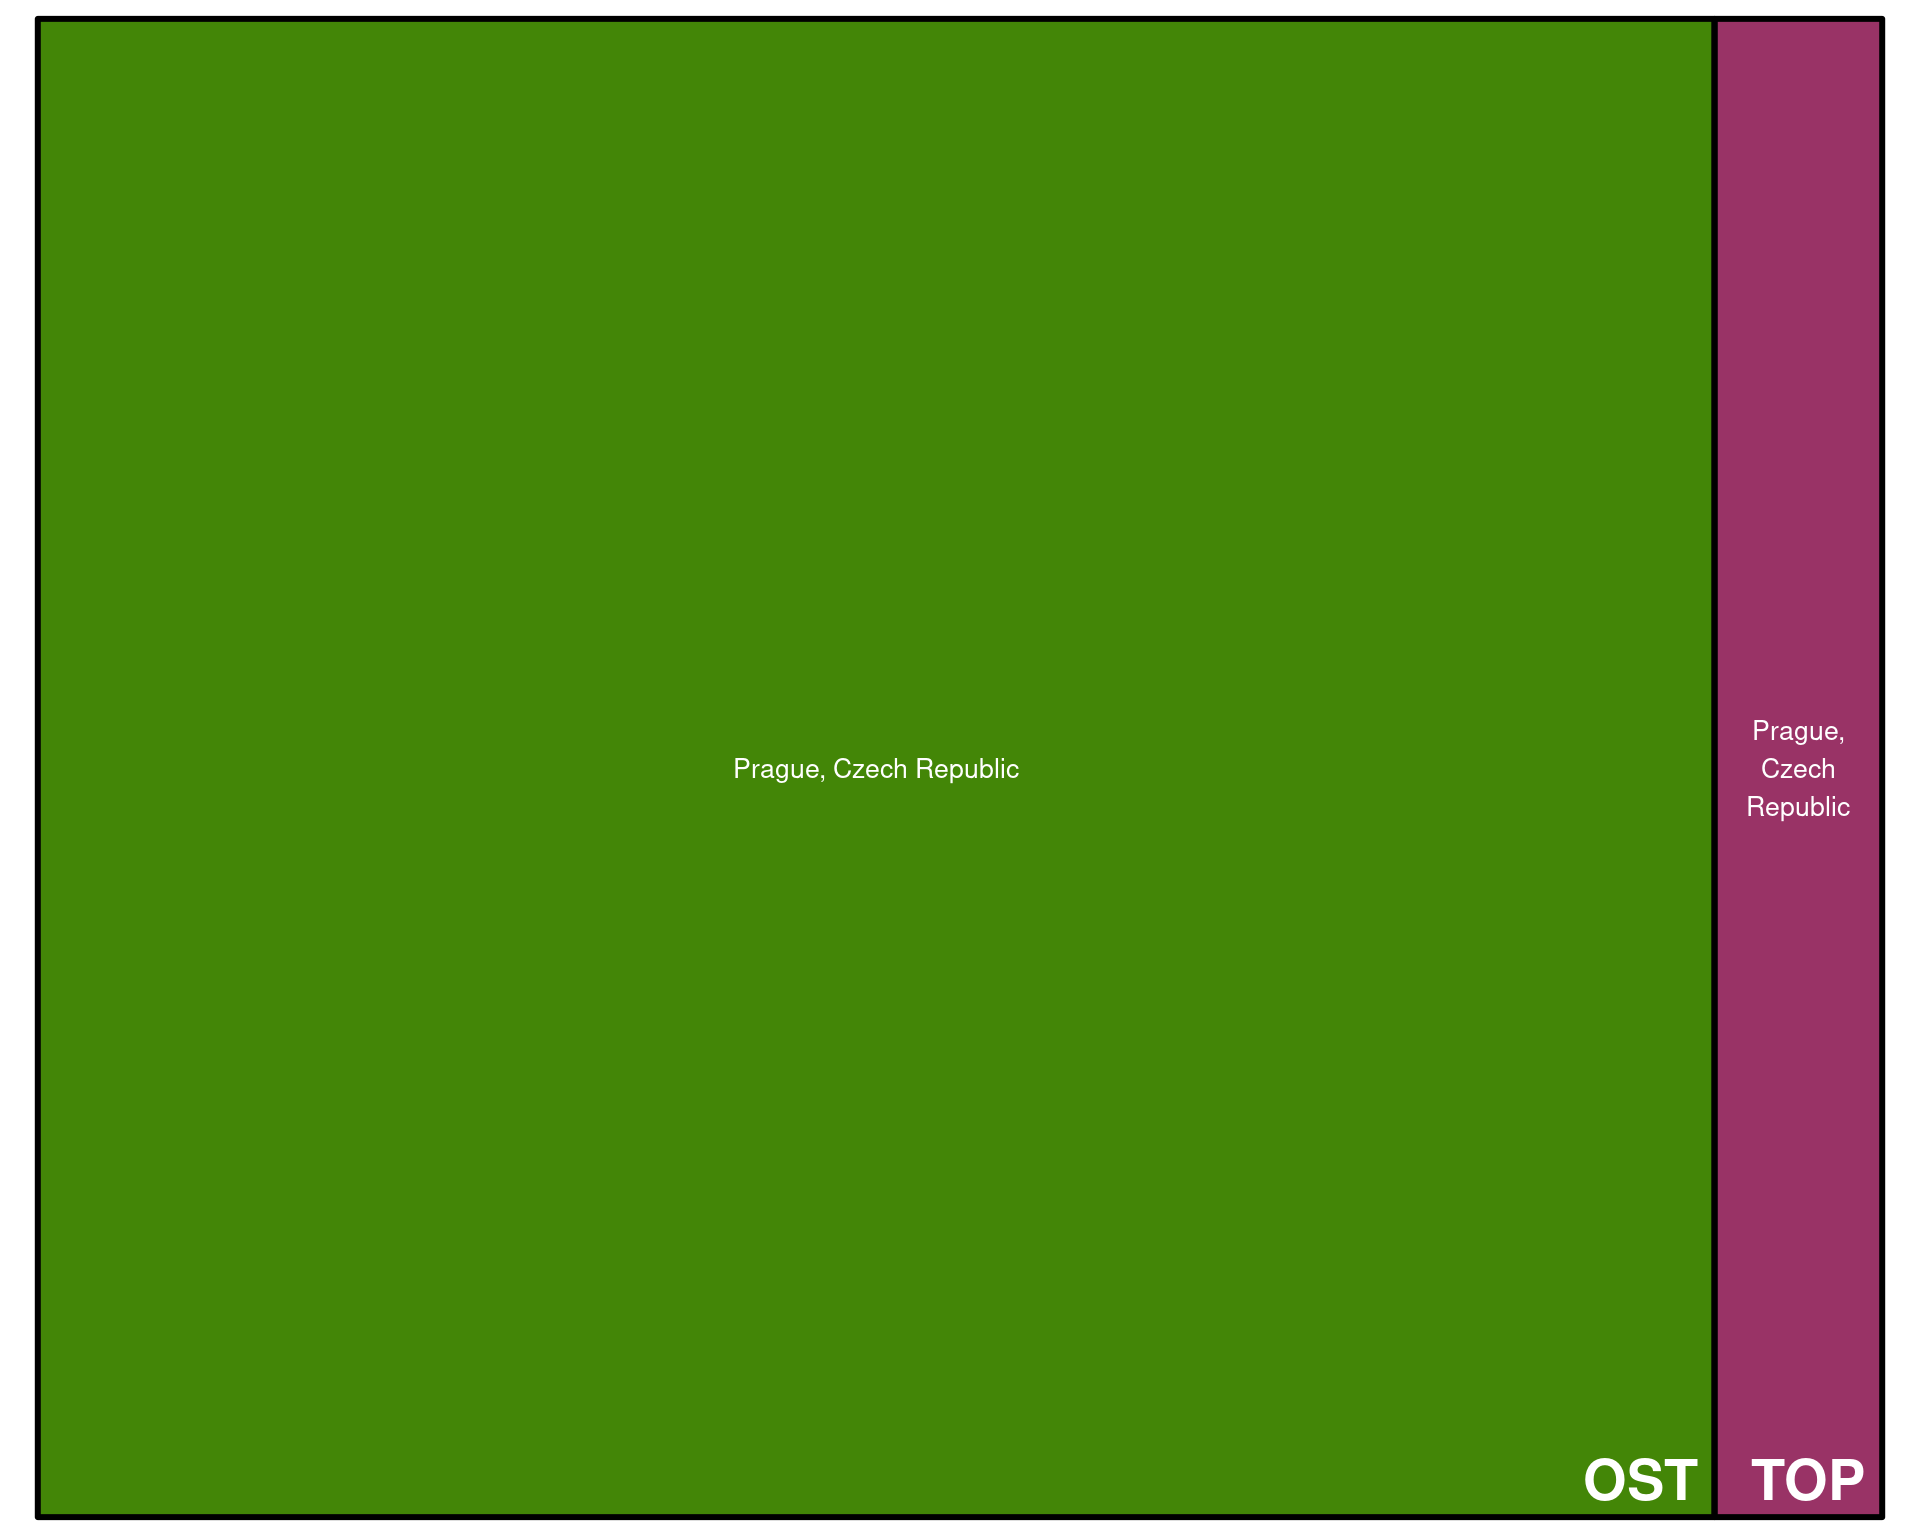 Prague, Czech Republic
Prague,
Czech
Republic
OST
TOP